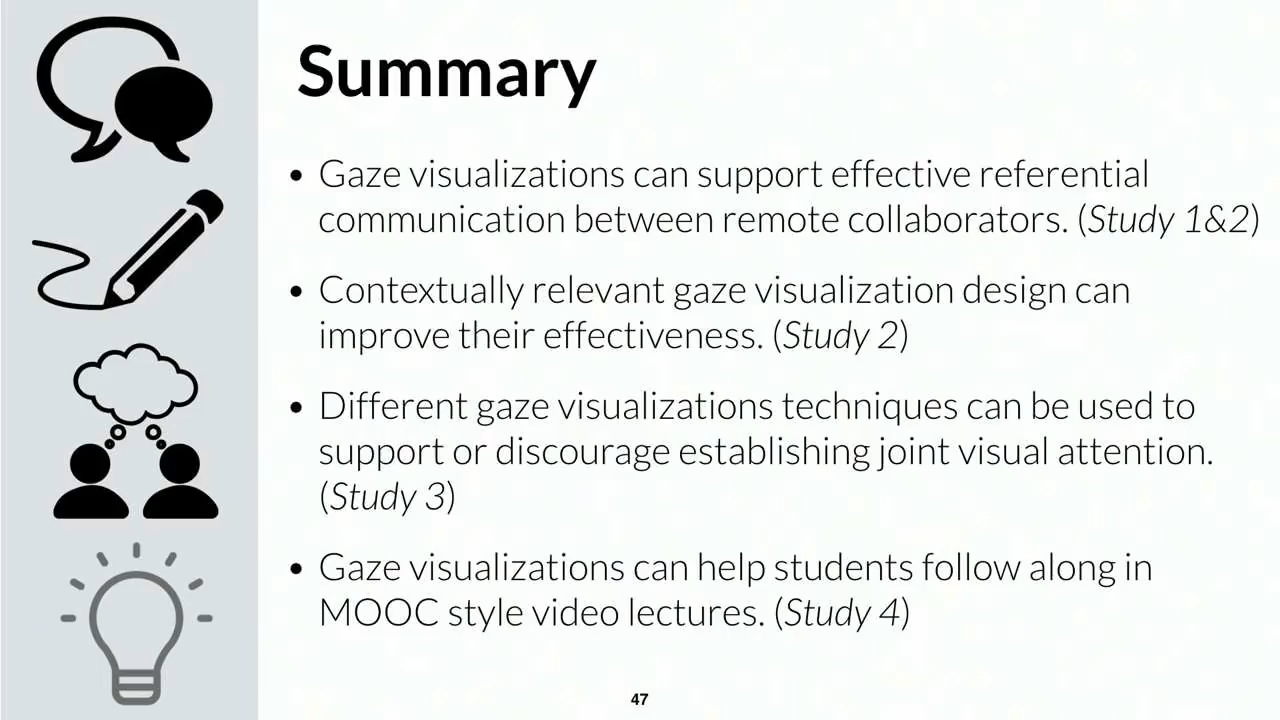 Summary
• Gaze visualizations can support effective referential
communication between remote collaborators. (Study 1&2)
• Contextually relevant gaze visualization design can
improve their effectiveness. (Study 2)
• Different gaze visualizations techniques can be used to
support or discourage establishing joint visual attention.
(Study 3)
• Gaze visualizations can help students follow along in
MOOC style video lectures. (Study 4)
47